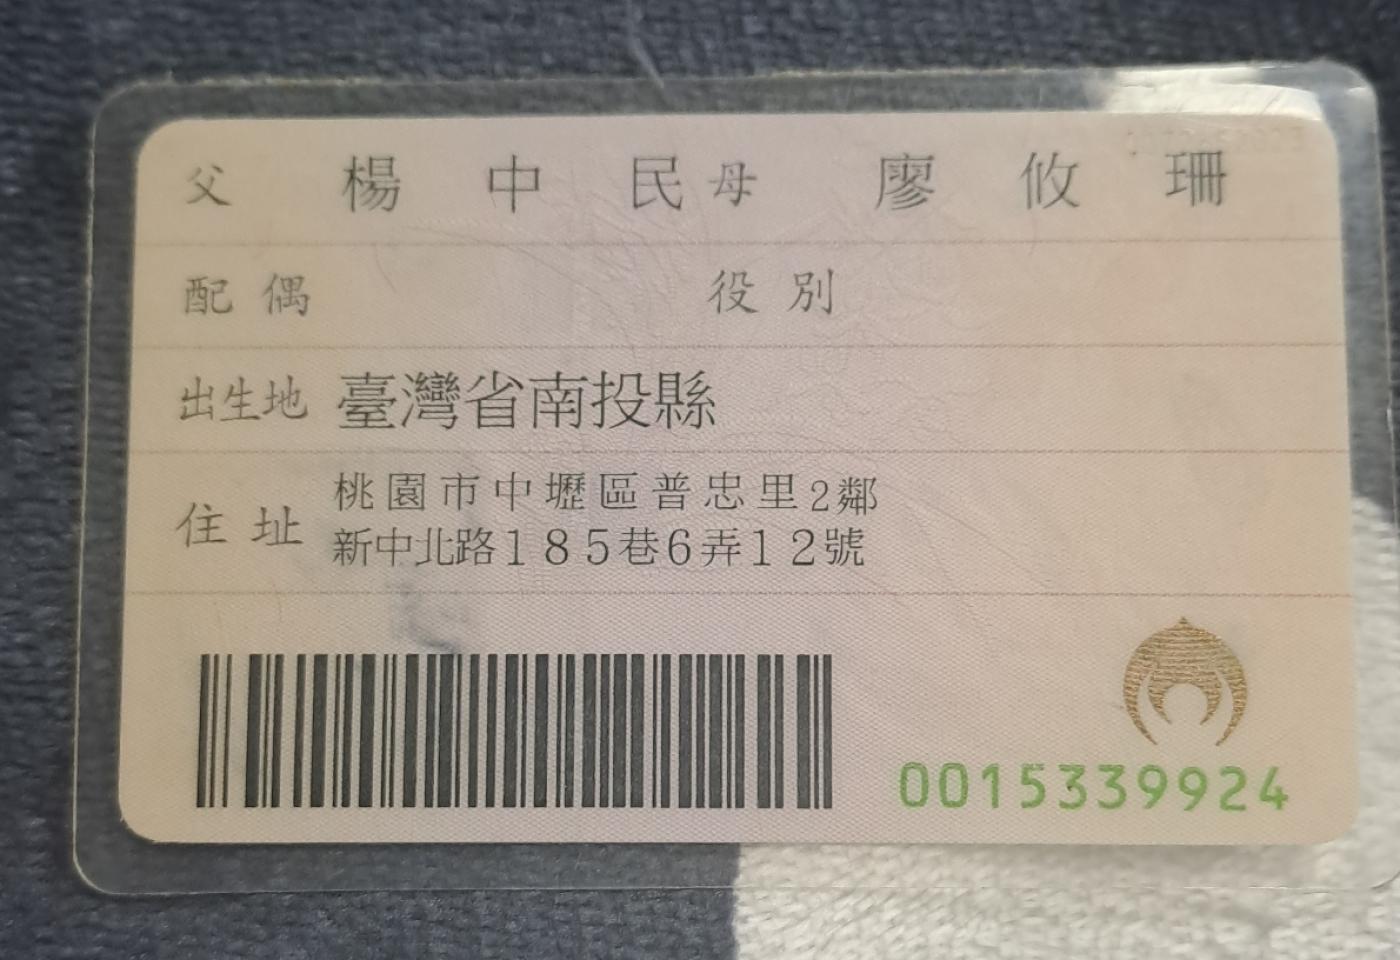 父 楊中民 母 廖攸珊
配偶 役別
出生地 臺灣省南投縣
住址 桃園市中壢區普忠里2鄰
新中北路185巷6弄12號
0015339924